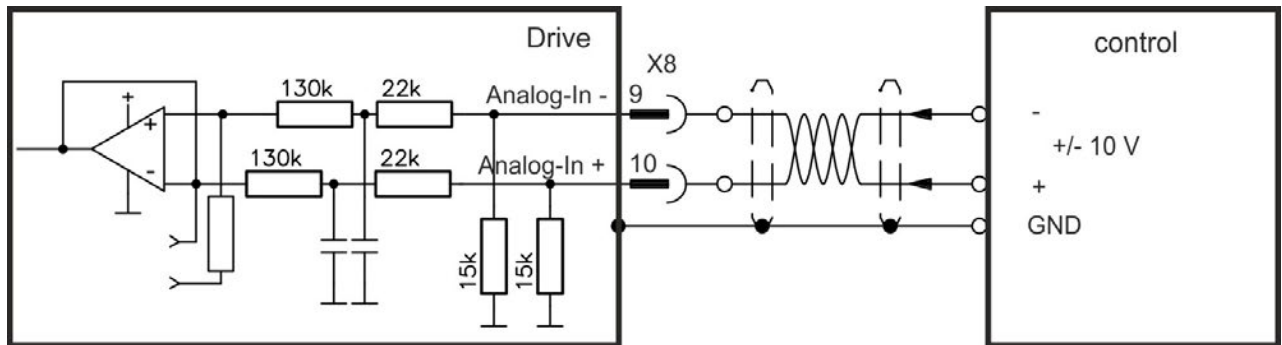 Drive
control
X8
130k
22k
Analog-In -
9
-
+
+
+/- 10 V
130k
22k
Analog-In +
10
-
+
GND
15k
15k